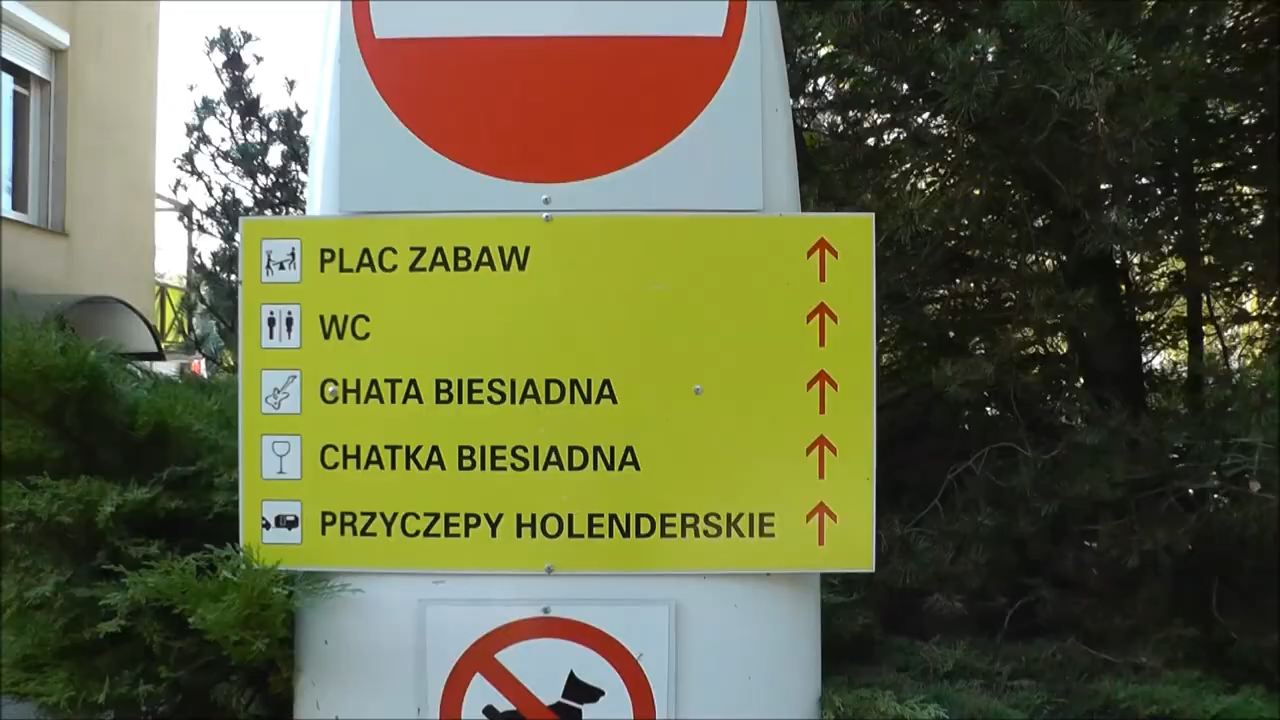 PLAC ZABAW
WC
CHATA BIESIADNA
CHATKA BIESIADNA
PRZYCZEPY HOLENDERSKIE